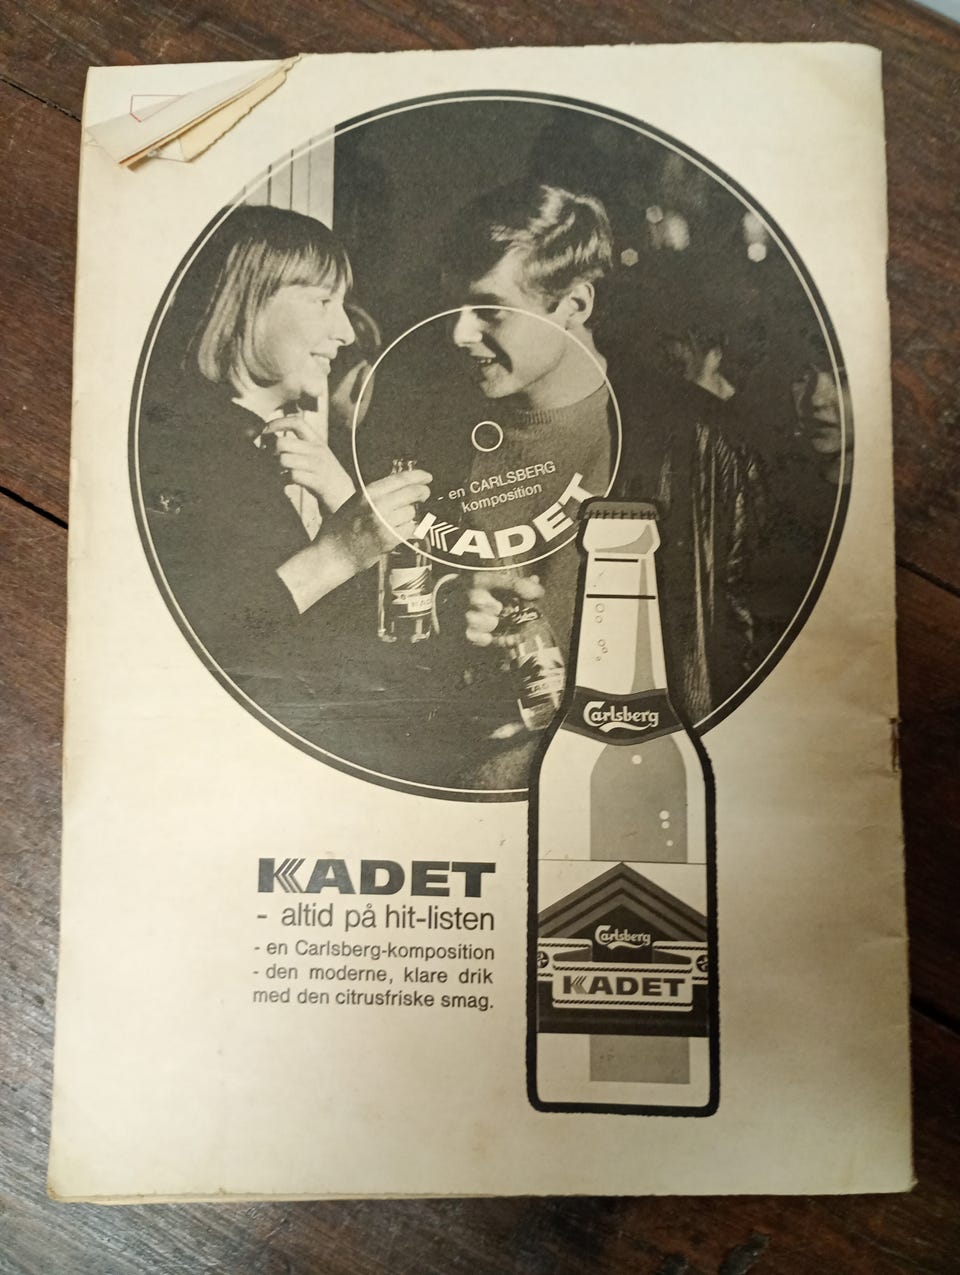 - en CARLSBERG
komposition
KADET
Carlsberg
KADET
- altid på hit-listen
- en Carlsberg-komposition
- den moderne, klare drik
med den citrusfriske smag.
Carlsberg
KADET